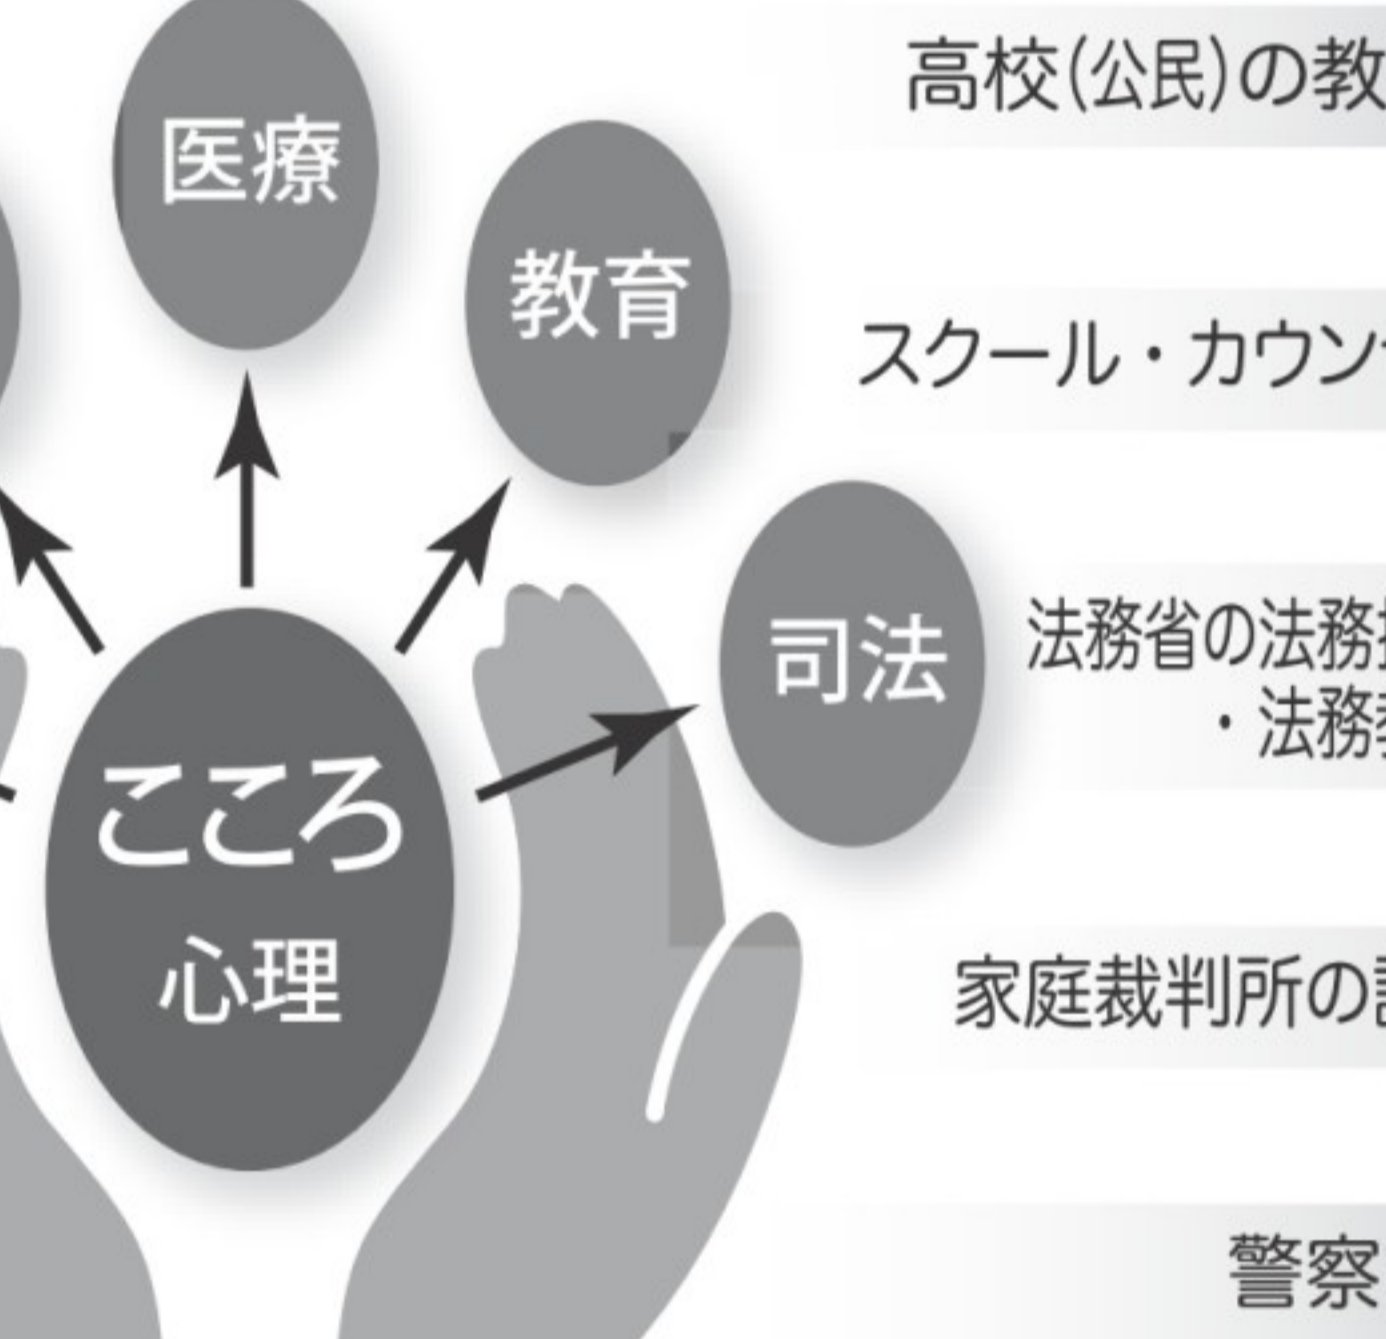 高校(公民)の教
医療
教育
スクール・カウン
司法
法務省の法務
・法務
こころ
心理
家庭裁判所の
警察